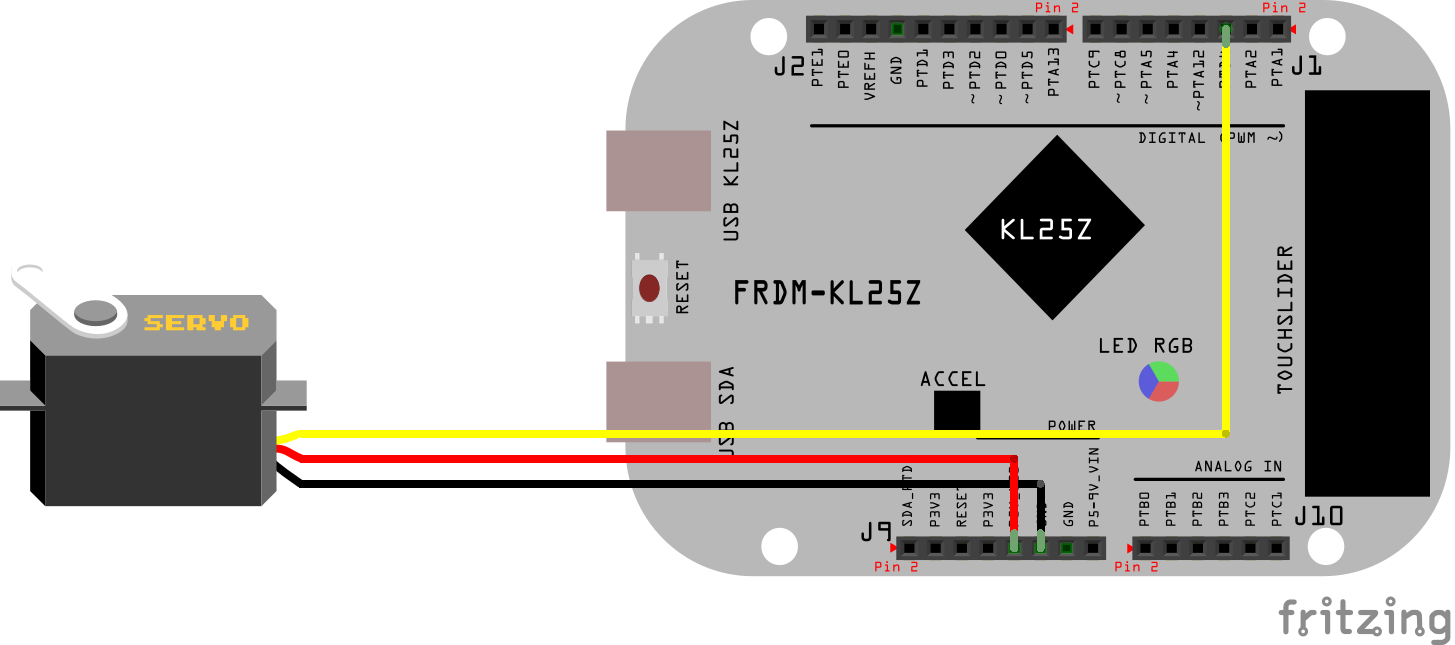 Pin 2
Pin 2
J2
PTE1
PTE0
VREFH
GND
PTD1
PTD3
~PTD2
~PTD0
~PTD5
PTA13
PTC9
~PTC8
~PTA5
PTA4
~PTA12
PTA2
PTA1
J1
DIGITAL (PWM ~)
USB KL25Z
KL25Z
RESET
FRDM-KL25Z
TOUCHSLIDER
SERVO
LED RGB
ACCEL
USB SDA
POWER
ANALOG IN
SDA_PTD
P3V3
RESET
P3V3
GND
P5-9V_VIN
PTB0
PTB1
PTB2
PTB3
PTC2
PTC1
J9
J10
Pin 2
Pin 2
fritzing